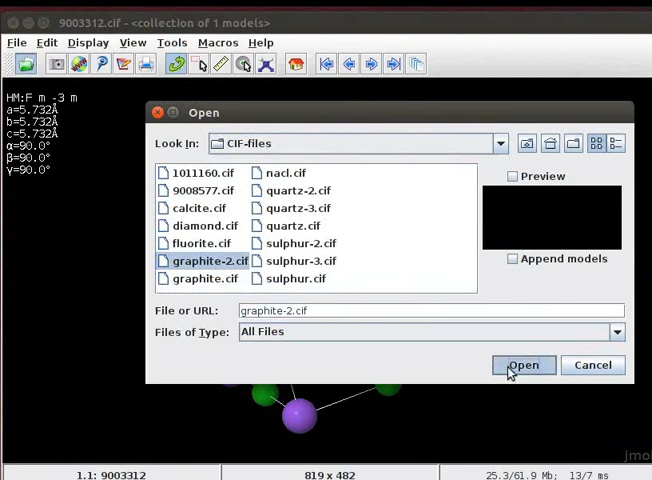 9003312.cif - <collection of 1 models>
File Edit Display View Tools Macros Help
HM:F m -3 m
a=5.732Å
b=5.732Å
c=5.732Å
α=90.0°
β=90.0°
γ=90.0°
Open
Look In: CIF-files
1011160.cif nacl.cif
9008577.cif quartz-2.cif
calcite.cif quartz-3.cif
diamond.cif quartz.cif
fluorite.cif sulphur-2.cif
graphite-2.cif sulphur-3.cif
graphite.cif sulphur.cif
Preview
Append models
File or URL: graphite-2.cif
Files of Type: All Files
Open Cancel
Jmo
1.1: 9003312 819 x 482 25.3/61.9 Mb; 13/7 ms